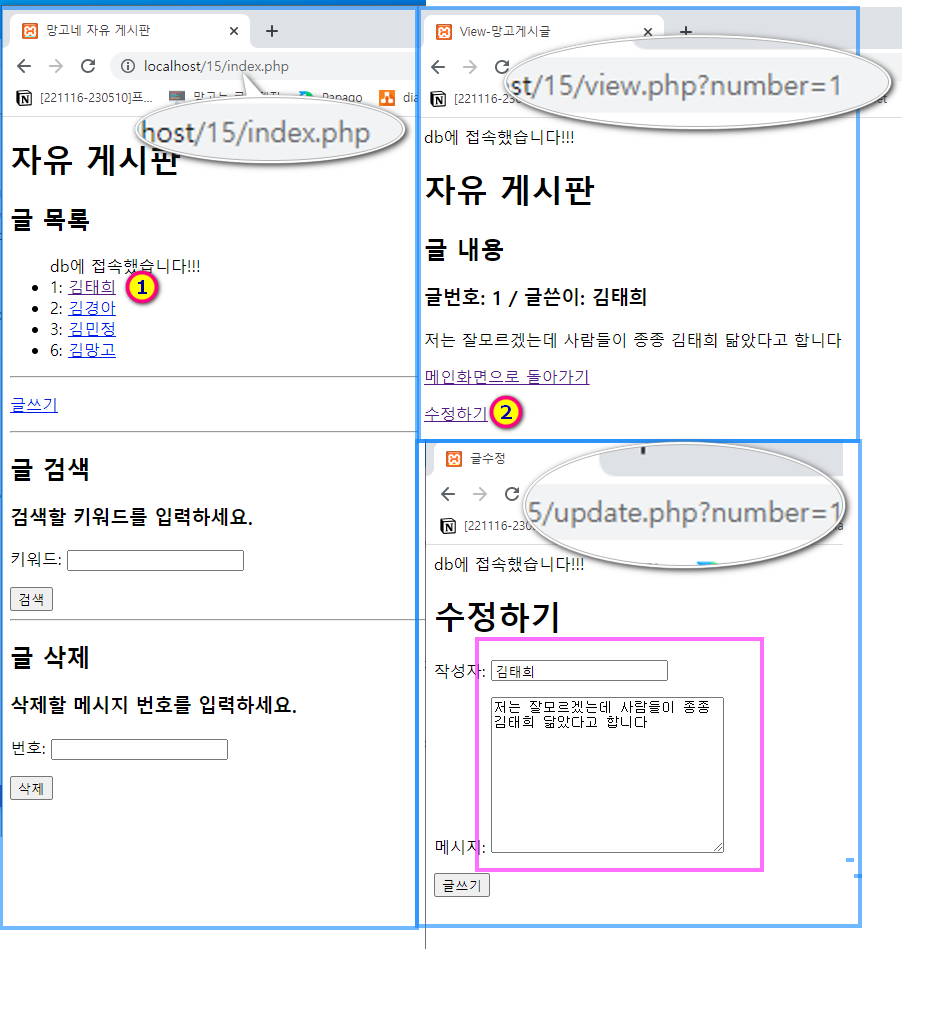 망고네 자유 게시판
localhost/15/index.php
[221116-230510]프...
Papago
host/15/index.php
자유 게시판
글 목록
db에 접속했습니다!!!
1: 김태희
1
2: 김경아
3: 김민정
6: 김망고
글쓰기
글 검색
검색할 키워드를 입력하세요.
키워드:
검색
글 삭제
삭제할 메시지 번호를 입력하세요.
번호:
삭제
View-망고게시글
st/15/view.php?number=1
db에 접속했습니다!!!
자유 게시판
글 내용
글번호: 1 / 글쓴이: 김태희
저는 잘모르겠는데 사람들이 종종 김태희 닮았다고 합니다
메인화면으로 돌아가기
수정하기
2
글수정
5/update.php?number=1
db에 접속했습니다!!!
수정하기
작성자: 김태희
저는 잘모르겠는데 사람들이 종종
김태희 닮았다고 합니다
메시지:
글쓰기